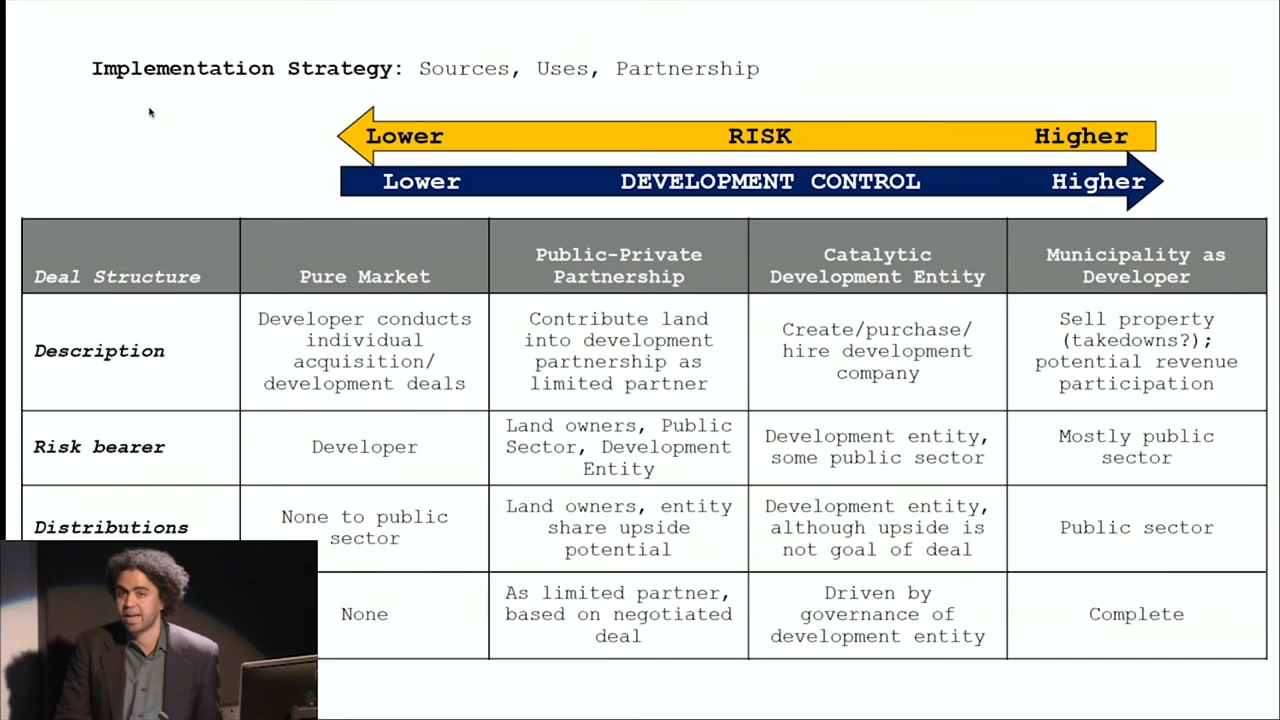 Implementation Strategy: Sources, Uses, Partnership
Lower RISK Higher
Lower DEVELOPMENT CONTROL Higher
Deal Structure
Pure Market
Public-Private
Partnership
Catalytic
Development Entity
Municipality as
Developer
Description
Developer conducts
individual
acquisition/
development deals
Contribute land
into development
partnership as
limited partner
Create/purchase/
hire development
company
Sell property
(takedowns?);
potential revenue
participation
Risk bearer
Developer
Land owners, Public
Sector, Development
Entity
Development entity,
some public sector
Mostly public
sector
Distributions
None to public
sector
Land owners, entity
share upside
potential
Development entity,
although upside is
not goal of deal
Public sector
None
As limited partner,
based on negotiated
deal
Driven by
governance of
development entity
Complete